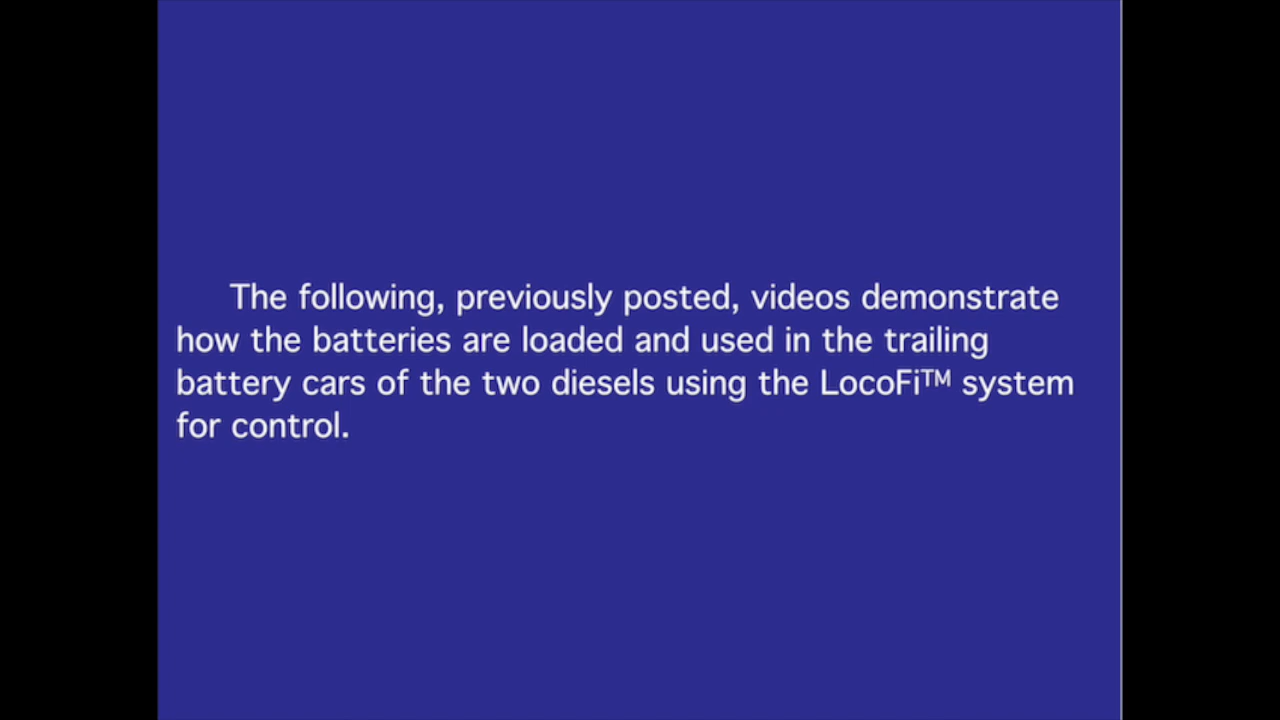 The following, previously posted, videos demonstrate
how the batteries are loaded and used in the trailing
battery cars of the two diesels using the LocoFi™ system
for control.